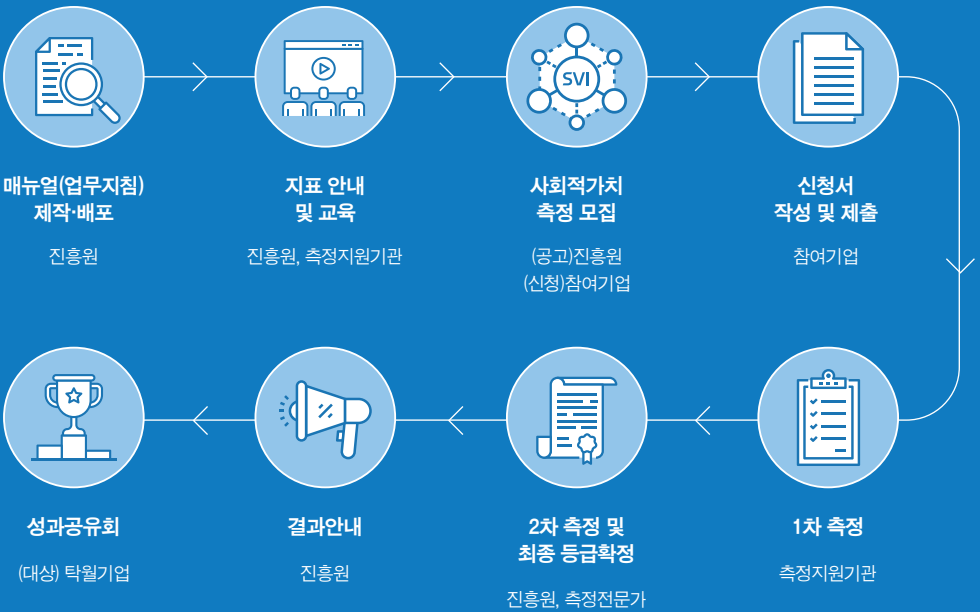 매뉴얼(업무지침)
제작·배포
진흥원
지표 안내
및 교육
진흥원, 측정지원기관
SVI
사회적가치
측정 모집
(공고)진흥원
(신청)참여기업
신청서
작성 및 제출
참여기업
1차 측정
측정지원기관
2차 측정 및
최종 등급확정
진흥원, 측정전문가
결과안내
진흥원
성과공유회
(대상) 탁월기업